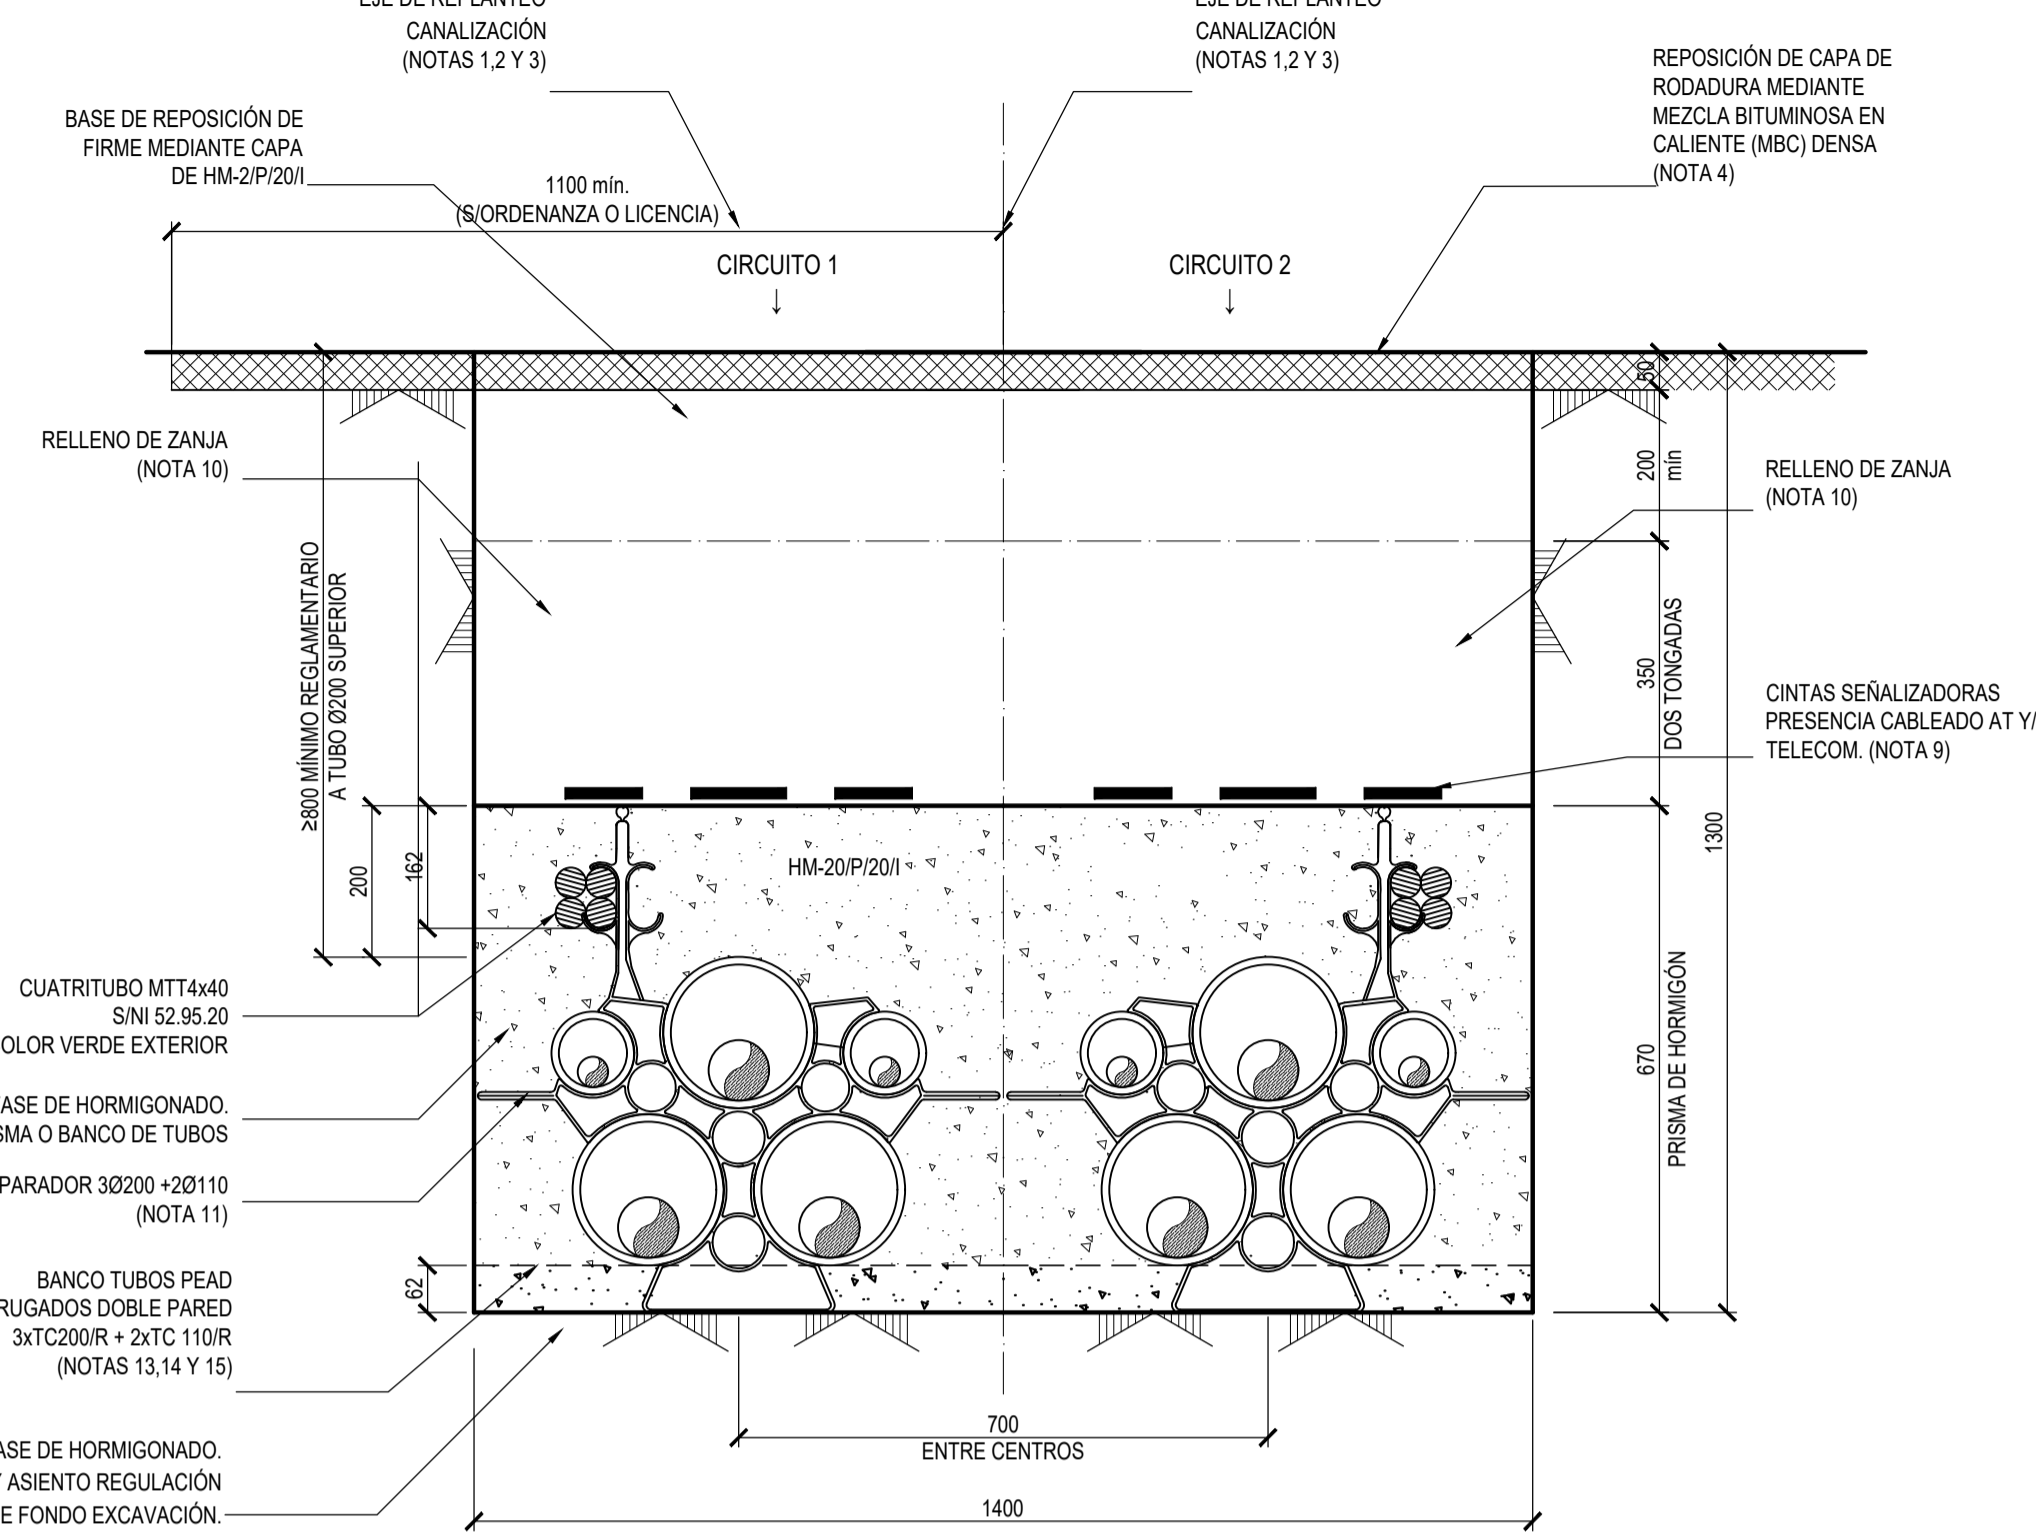 EJE DE REPLANTEO
CANALIZACIÓN
(NOTAS 1,2 Y 3)
EJE DE REPLANTEO
CANALIZACIÓN
(NOTAS 1,2 Y 3)
REPOSICIÓN DE CAPA DE
RODADURA MEDIANTE
MEZCLA BITUMINOSA EN
CALIENTE (MBC) DENSA
(NOTA 4)
BASE DE REPOSICIÓN DE
FIRME MEDIANTE CAPA
DE HM-2/P/20/I
1100 mín.
(S/ORDENANZA O LICENCIA)
CIRCUITO 1
↓
CIRCUITO 2
↓
50
200
mín
RELLENO DE ZANJA
(NOTA 10)
RELLENO DE ZANJA
(NOTA 10)
≥800 MÍNIMO REGLAMENTARIO
A TUBO Ø200 SUPERIOR
350
DOS TONGADAS
CINTAS SEÑALIZADORAS
PRESENCIA CABLEADO AT Y/
TELECOM. (NOTA 9)
1300
200
162
HM-20/P/20/I
CUATRITUBO MTT4x40
S/NI 52.95.20
OLOR VERDE EXTERIOR
670
PRISMA DE HORMIGÓN
ASE DE HORMIGONADO.
SMA O BANCO DE TUBOS
PARADOR 3Ø200 +2Ø110
(NOTA 11)
BANCO TUBOS PEAD
RUGADOS DOBLE PARED
3xTC200/R + 2xTC 110/R
(NOTAS 13,14 Y 15)
62
700
ENTRE CENTROS
ASE DE HORMIGONADO.
Y ASIENTO REGULACIÓN
E FONDO EXCAVACIÓN.
1400